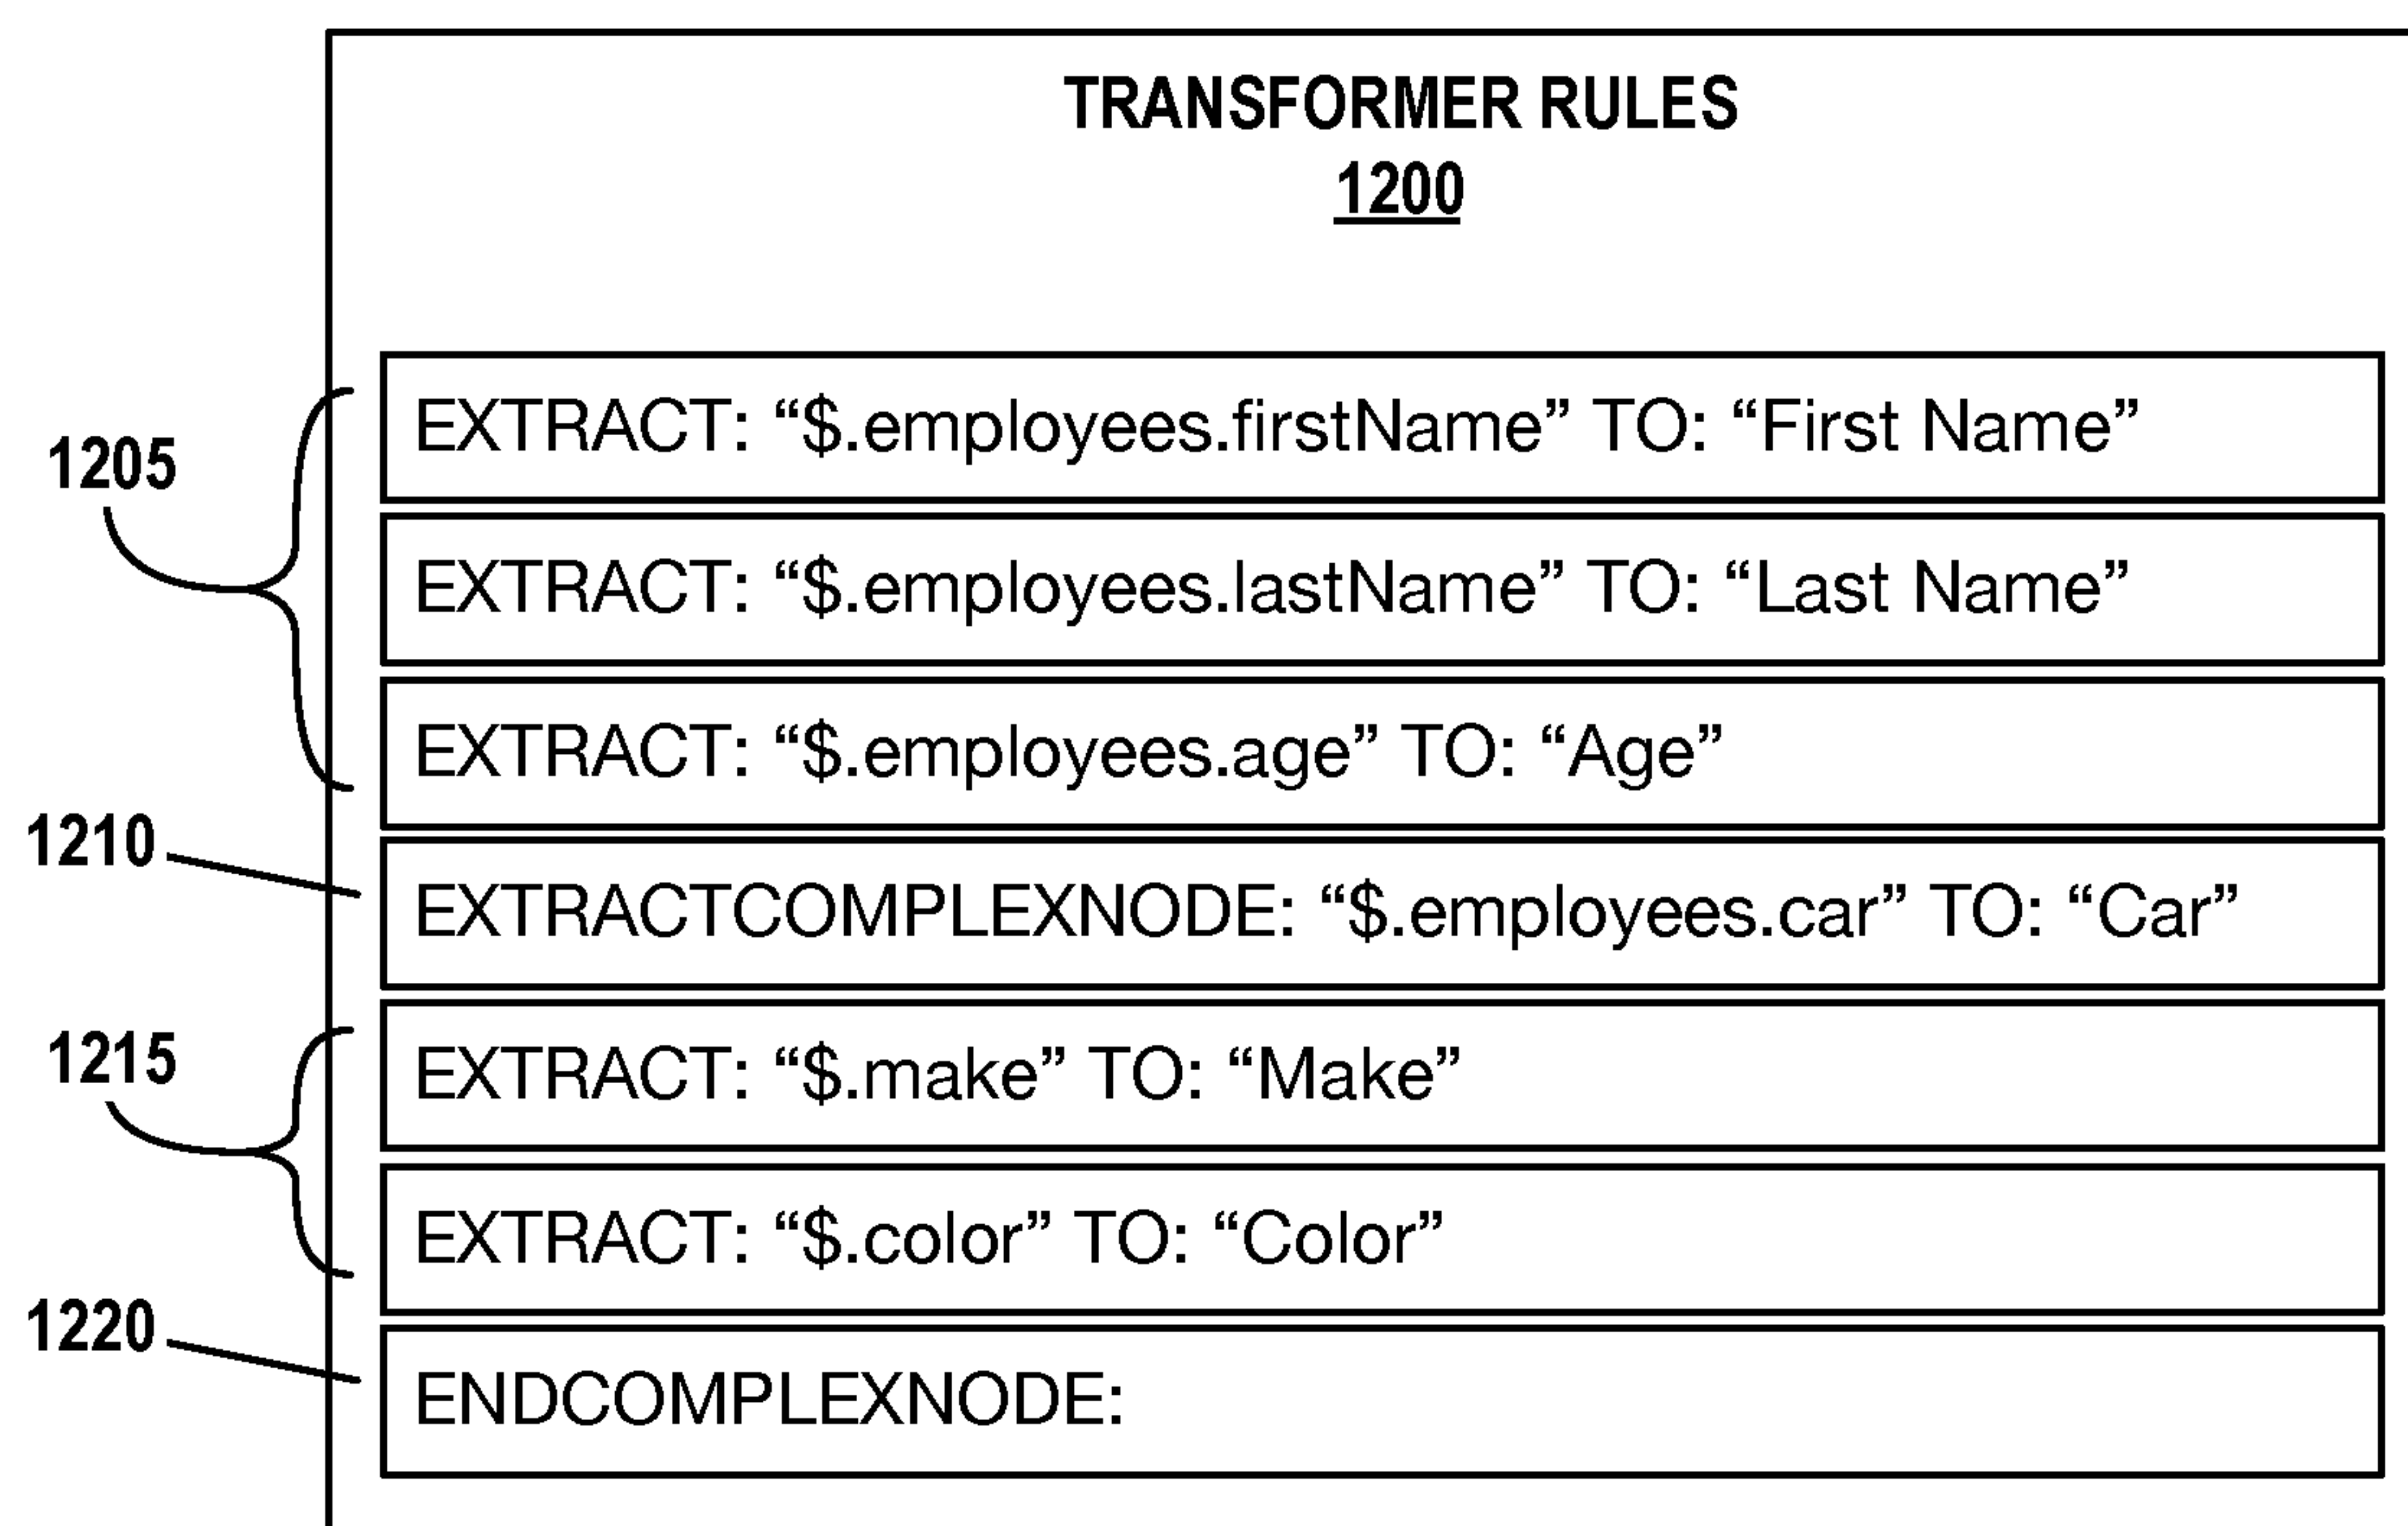 TRANSFORMER RULES
1200
1205
EXTRACT: “$.employees.firstName” TO: “First Name”
EXTRACT: “$.employees.lastName” TO: “Last Name”
EXTRACT: “$.employees.age” TO: “Age”
1210
EXTRACTCOMPLEXNODE: “$.employees.car” TO: “Car”
1215
EXTRACT: “$.make” TO: “Make”
EXTRACT: “$.color” TO: “Color”
1220
ENDCOMPLEXNODE: